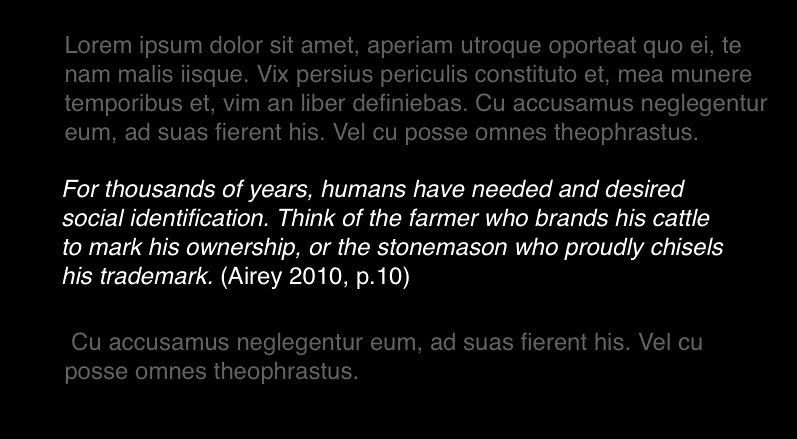 Lorem ipsum dolor sit amet, aperiam utroque oporteat quo ei, te
nam malis iisque. Vix persius periculis constituto et, mea munere
temporibus et, vim an liber definiebas. Cu accusamus neglegentur
eum, ad suas fierent his. Vel cu posse omnes theophrastus.
For thousands of years, humans have needed and desired
social identification. Think of the farmer who brands his cattle
to mark his ownership, or the stonemason who proudly chisels
his trademark. (Airey 2010, p.10)
Cu accusamus neglegentur eum, ad suas fierent his. Vel cu
posse omnes theophrastus.